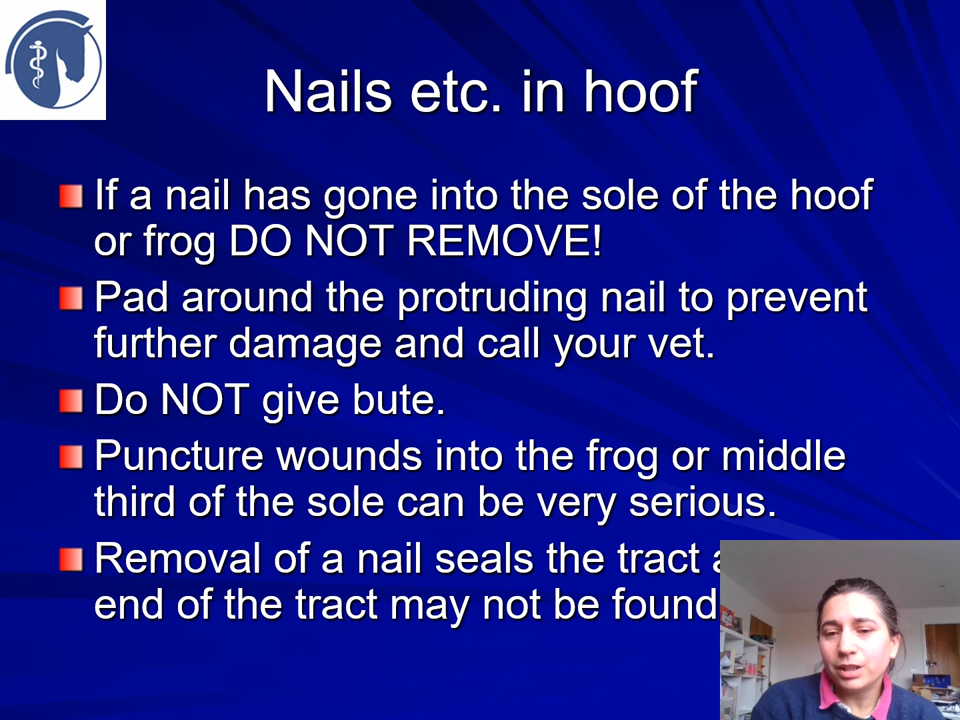 Nails etc. in hoof
If a nail has gone into the sole of the hoof
or frog DO NOT REMOVE!
Pad around the protruding nail to prevent
further damage and call your vet.
Do NOT give bute.
Puncture wounds into the frog or middle
third of the sole can be very serious.
Removal of a nail seals the tract
end of the tract may not be found